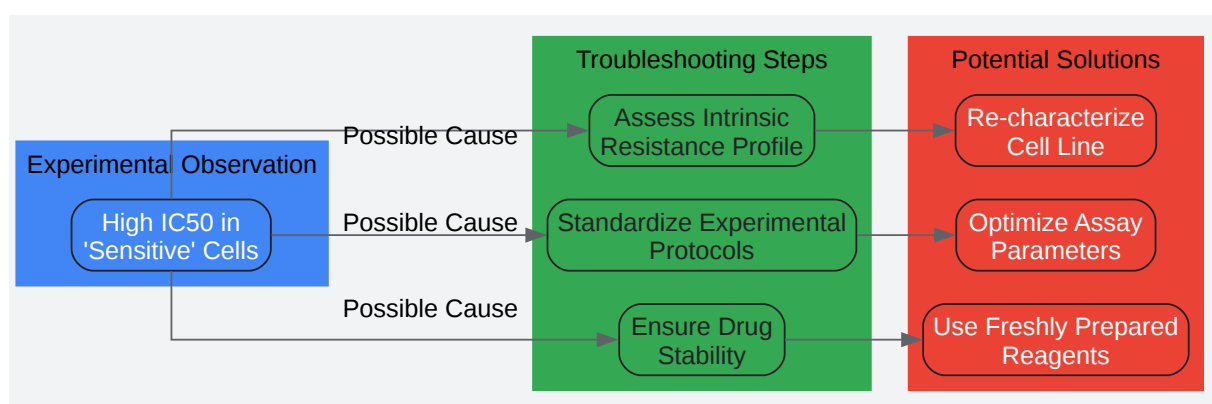 Troubleshooting Steps
Potential Solutions
Assess Intrinsic
Resistance Profile
Re-characterize
Cell Line
Possible Cause
Experimental Observation
High IC50 in
'Sensitive' Cells
Possible Cause
Standardize Experimental
Protocols
Optimize Assay
Parameters
Possible Cause
Ensure Drug
Stability
Use Freshly Prepared
Reagents